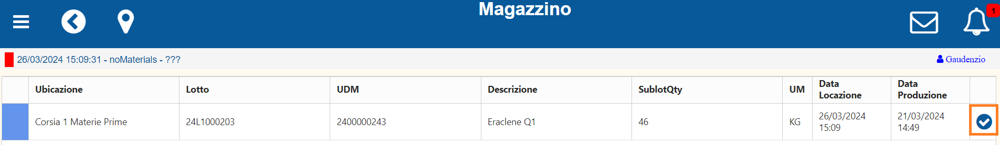 Magazzino
1
26/03/2024 15:09:31 - noMaterials - ???
Gaudenzio
Ubicazione Lotto UDM Descrizione SublotQty UM Data Locazione Data Produzione
Corsia 1 Materie Prime 24L1000203 2400000243 Eraclene Q1 46 KG 26/03/2024 15:09 21/03/2024 14:49